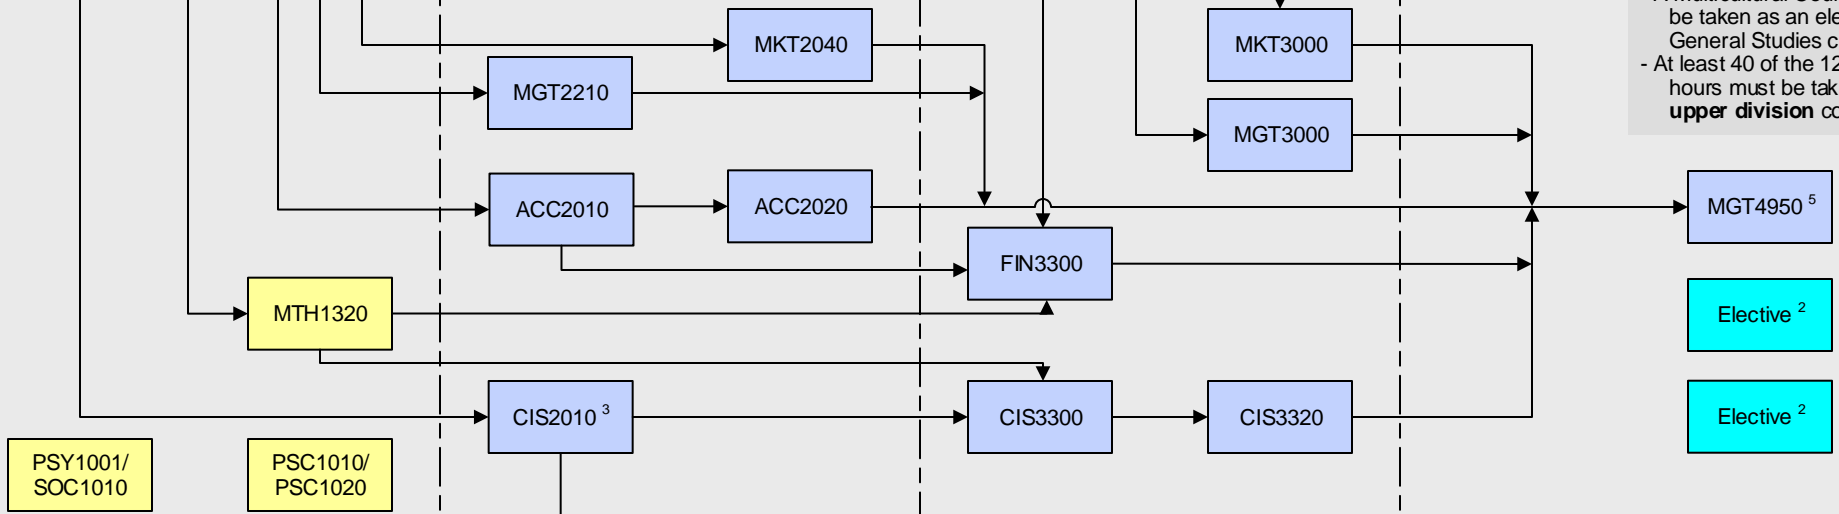 be taken as an ele
General Studies c
- At least 40 of the 12
hours must be tak
upper division co
MKT2040
MKT3000
MGT2210
MGT3000
ACC2010
ACC2020
MGT4950 5
FIN3300
MTH1320
Elective 2
CIS2010 3
CIS3300
CIS3320
Elective 2
PSY1001/
SOC1010
PSC1010/
PSC1020